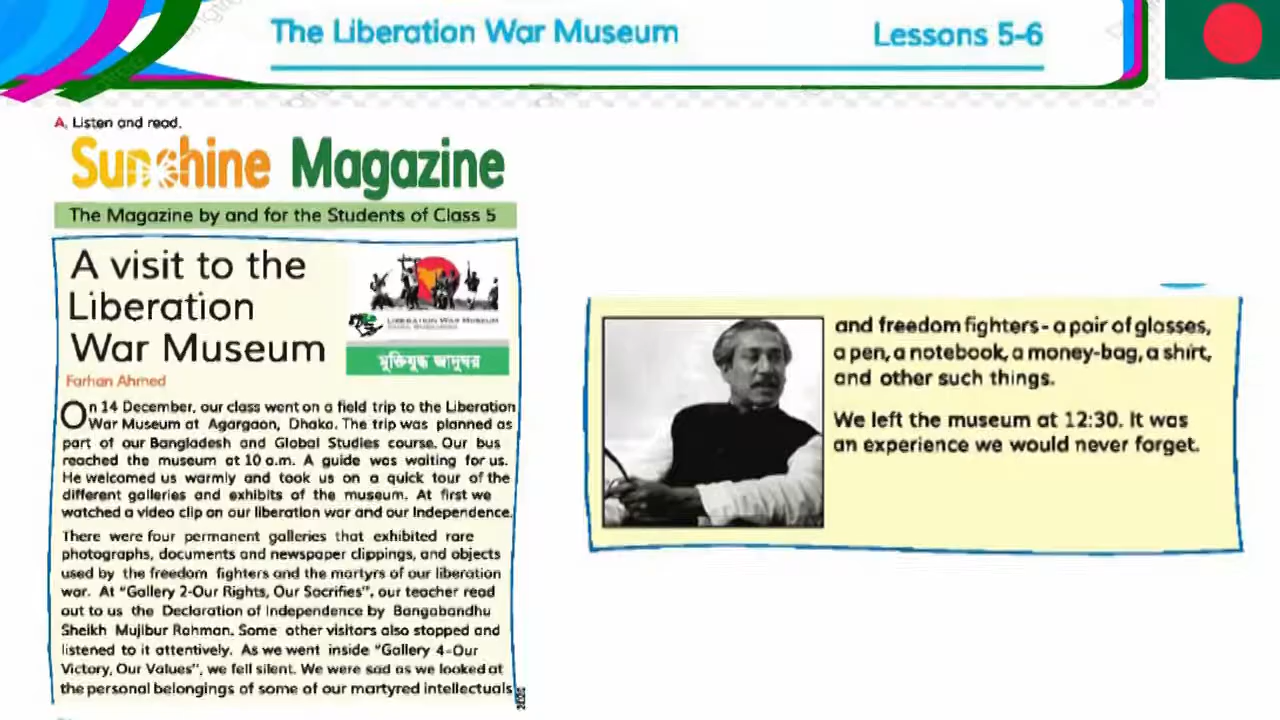 The Liberation War Museum
Lessons 5-6
A. Listen and read.
Sunshine Magazine
The Magazine by and for the Students of Class 5
A visit to the
Liberation
War Museum
LIBERATION WAR MUSEUM
মুক্তিযুদ্ধ জাদুঘর
Farhan Ahmed
On 14 December, our class went on a field trip to the Liberation
War Museum at Agargaon, Dhaka. The trip was planned as
part of our Bangladesh and Global Studies course. Our bus
reached the museum at 10 a.m. A guide was waiting for us.
He welcomed us warmly and took us on a quick tour of the
different galleries and exhibits of the museum. At first we
watched a video clip on our liberation war and our Independence.
There were four permanent galleries that exhibited rare
photographs, documents and newspaper clippings, and objects
used by the freedom fighters and the martyrs of our liberation
war. At "Gallery 2-Our Rights, Our Sacrifies", our teacher read
out to us the Declaration of Independence by Bangabandhu
Sheikh Mujibur Rahman. Some other visitors also stopped and
listened to it attentively. As we went inside "Gallery 4-Our
Victory, Our Values", we fell silent. We were sad as we looked at
the personal belongings of some of our martyred intellectuals
and freedom fighters- a pair of glasses,
a pen, a notebook, a money-bag, a shirt,
and other such things.
We left the museum at 12:30. It was
an experience we would never forget.